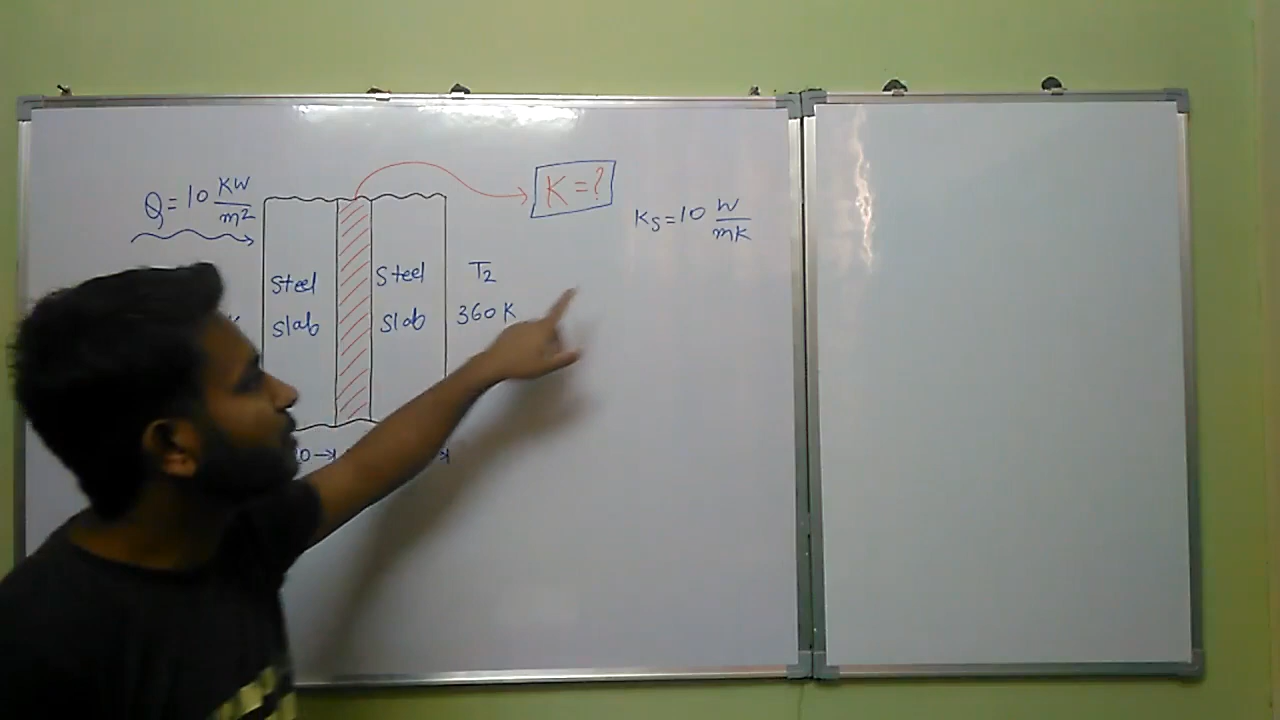 Q = 10 KW/m²
K = ?
Ks = 10 W/mK
Steel
slab
Steel
slab
T₂
360 K